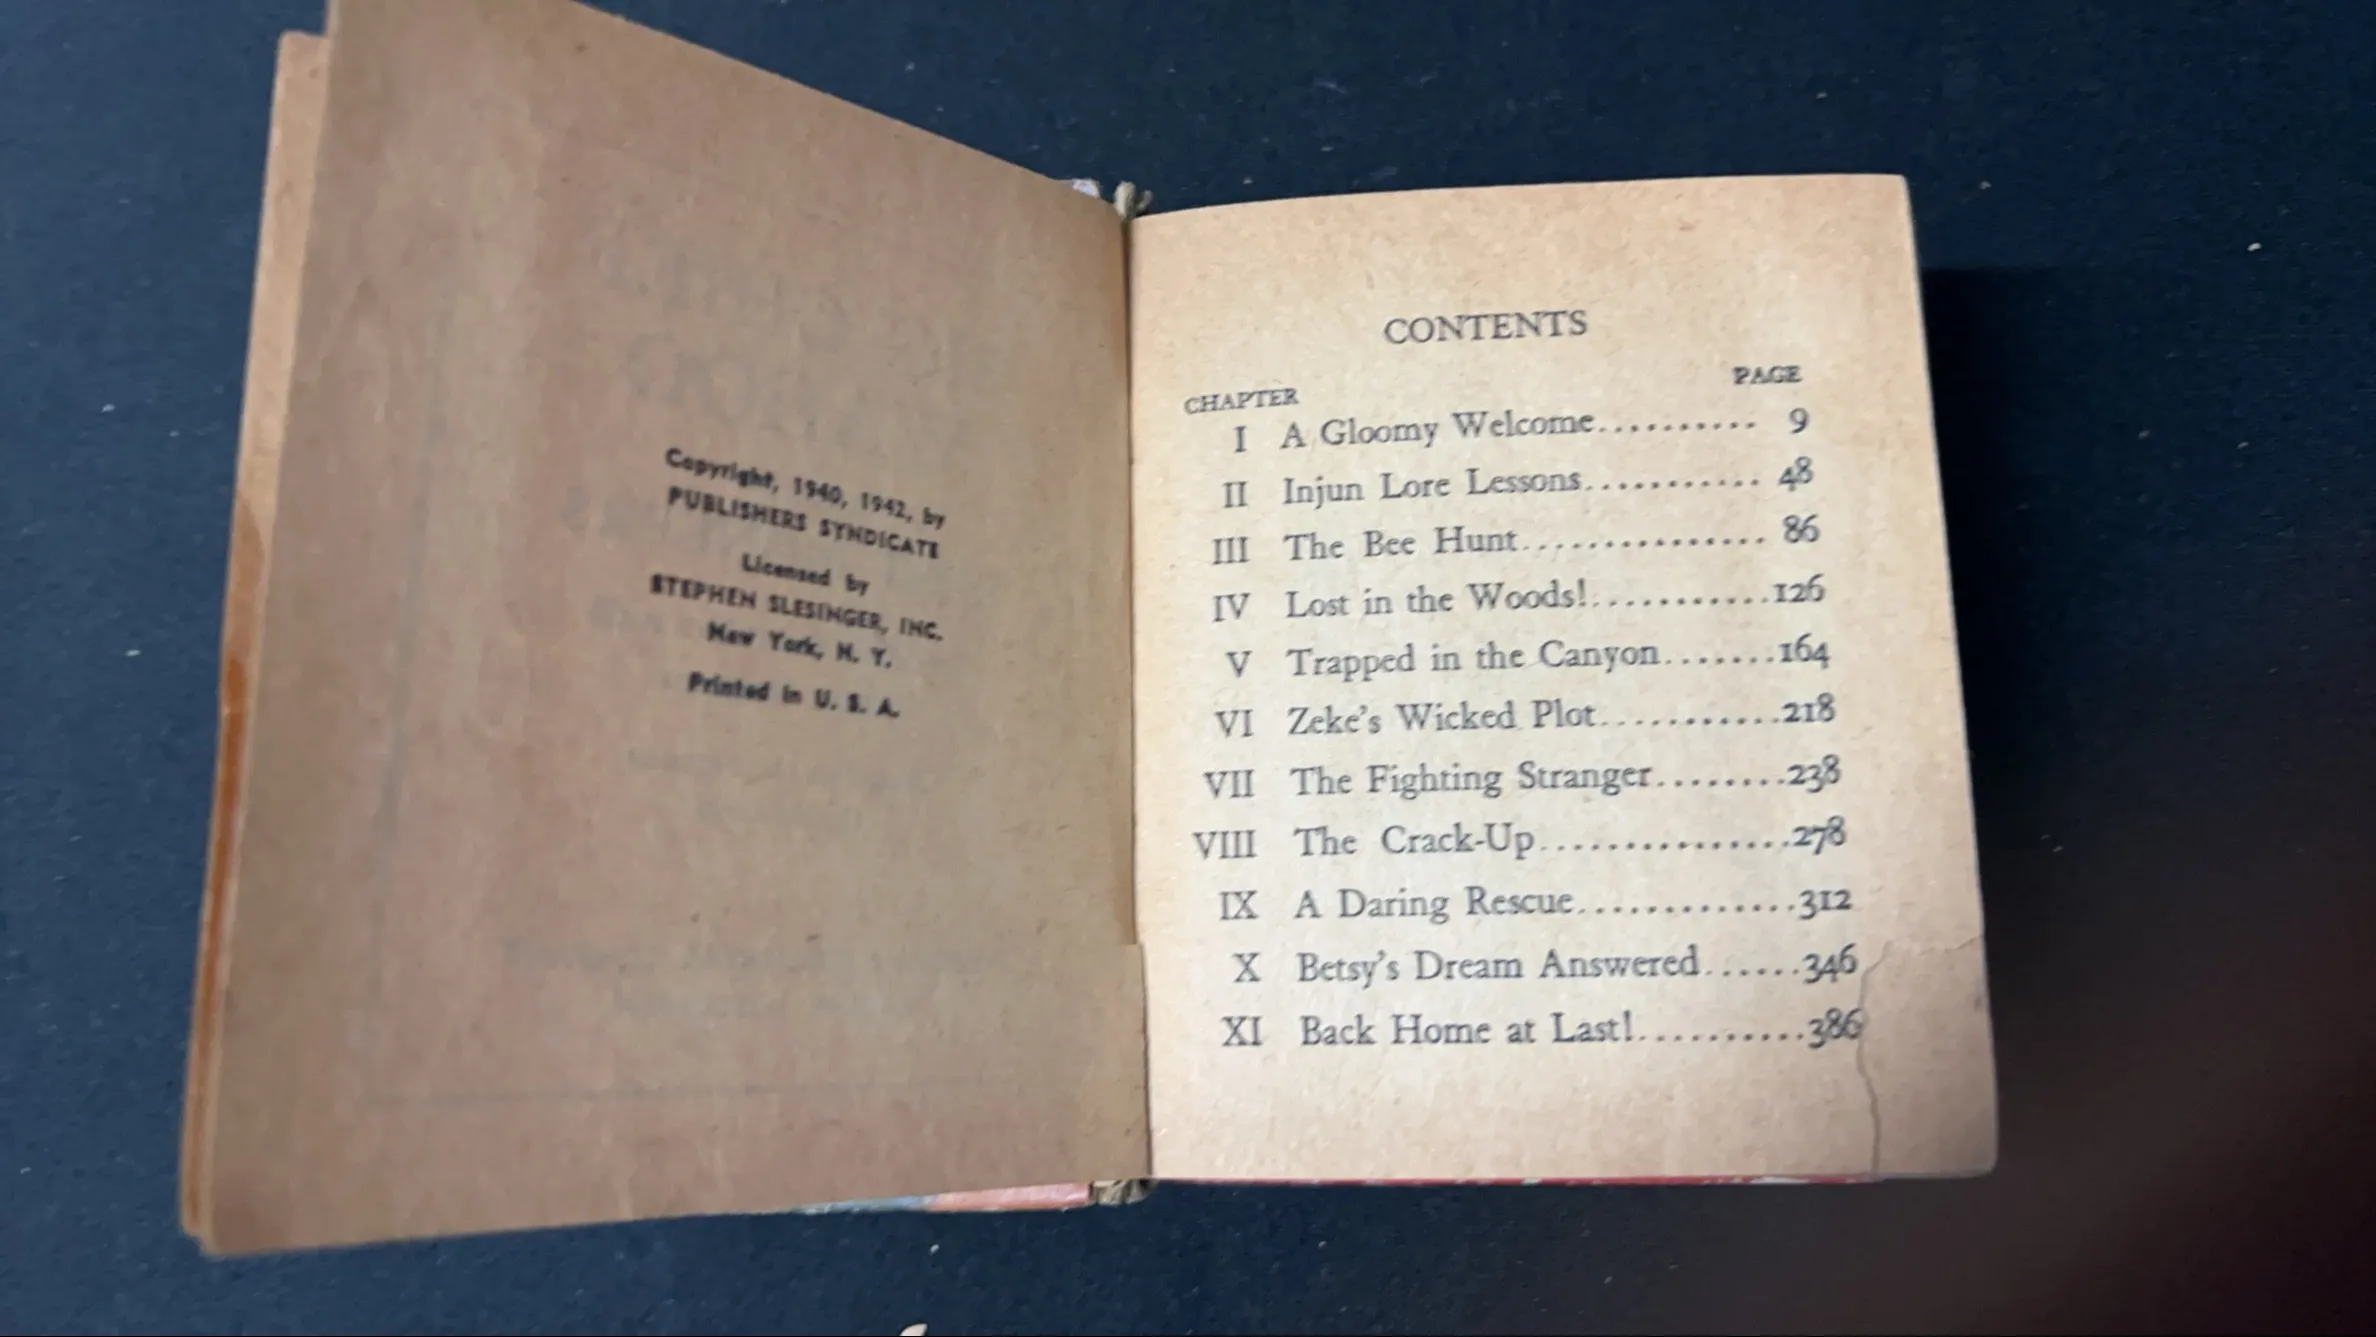 Copyright, 1940, 1942, by
PUBLISHERS SYNDICATE
Licensed by
STEPHEN SLESINGER, INC.
New York, N. Y.
Printed in U. S. A.
CONTENTS
CHAPTER PAGE
I A Gloomy Welcome.......... 9
II Injun Lore Lessons........... 48
III The Bee Hunt............... 86
IV Lost in the Woods!...........126
V Trapped in the Canyon.......164
VI Zeke's Wicked Plot...........218
VII The Fighting Stranger........238
VIII The Crack-Up...............278
IX A Daring Rescue.............312
X Betsy's Dream Answered......346
XI Back Home at Last!..........386